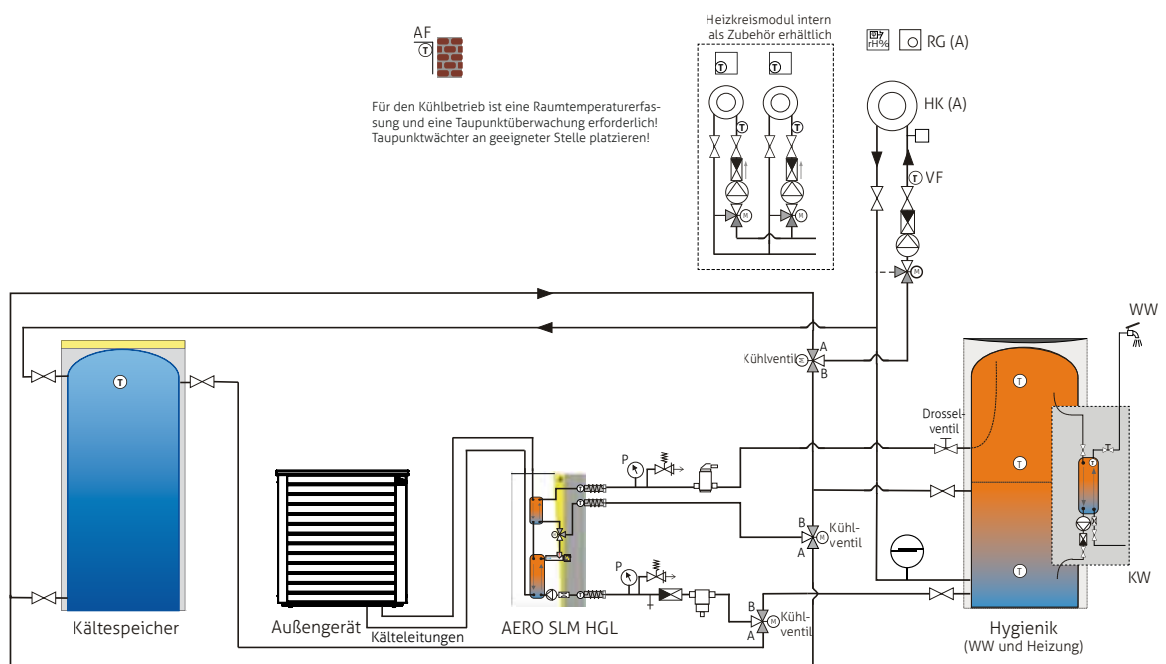 AF
T
Für den Kühlbetrieb ist eine Raumtemperaturerfas-
sung und eine Taupunktüberwachung erforderlich!
Taupunktwächter an geeigneter Stelle platzieren!
Heizkreismodul intern
als Zubehör erhältlich
T
T
T
T
M
M
rH%
RG (A)
HK (A)
T
VF
M
A
Kühlventil
M
B
WW
Drossel-
ventil
T
T
T
T
KW
Hygienik
(WW und Heizung)
T
Kältespeicher
Außengerät
Kälteleitungen
AERO SLM HGL
P
P
B
A
M
Kühl-
ventil
B
A
M
Kühl-
ventil